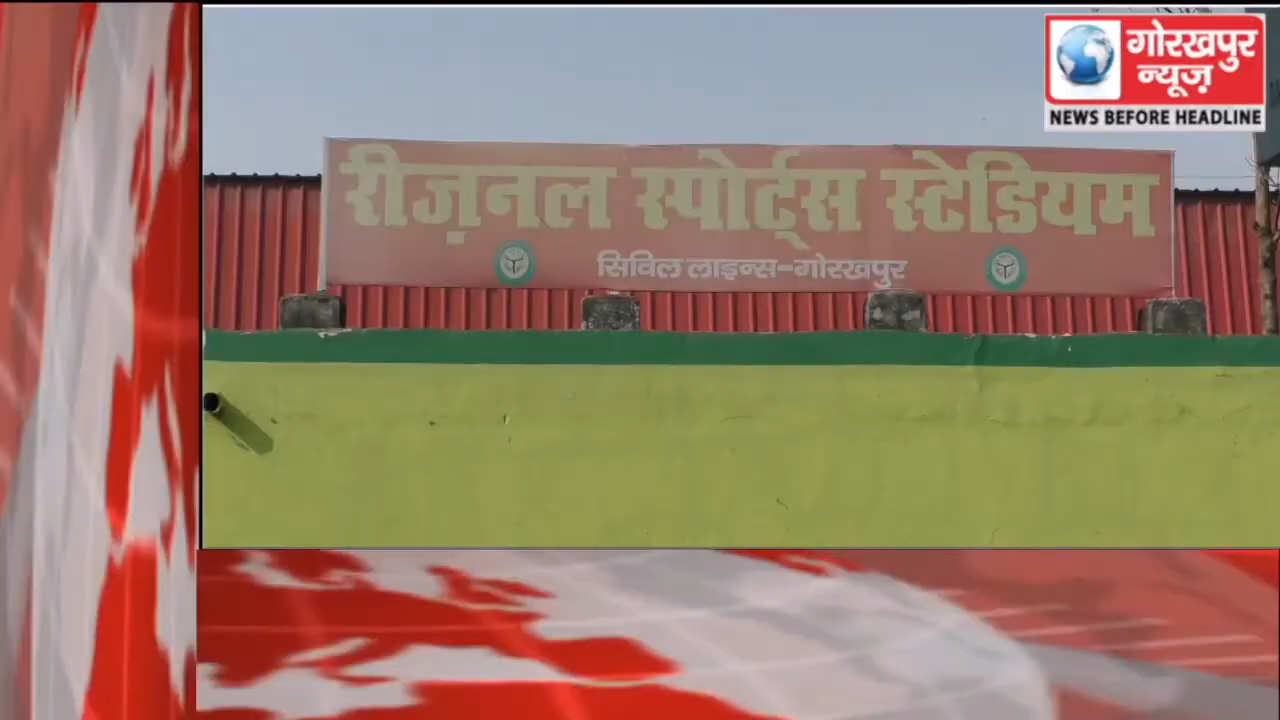 गोरखपुर
न्यूज़
NEWS BEFORE HEADLINE
रीज़नल स्पोर्ट्स स्टेडियम
सिविल लाइन्स-गोरखपुर